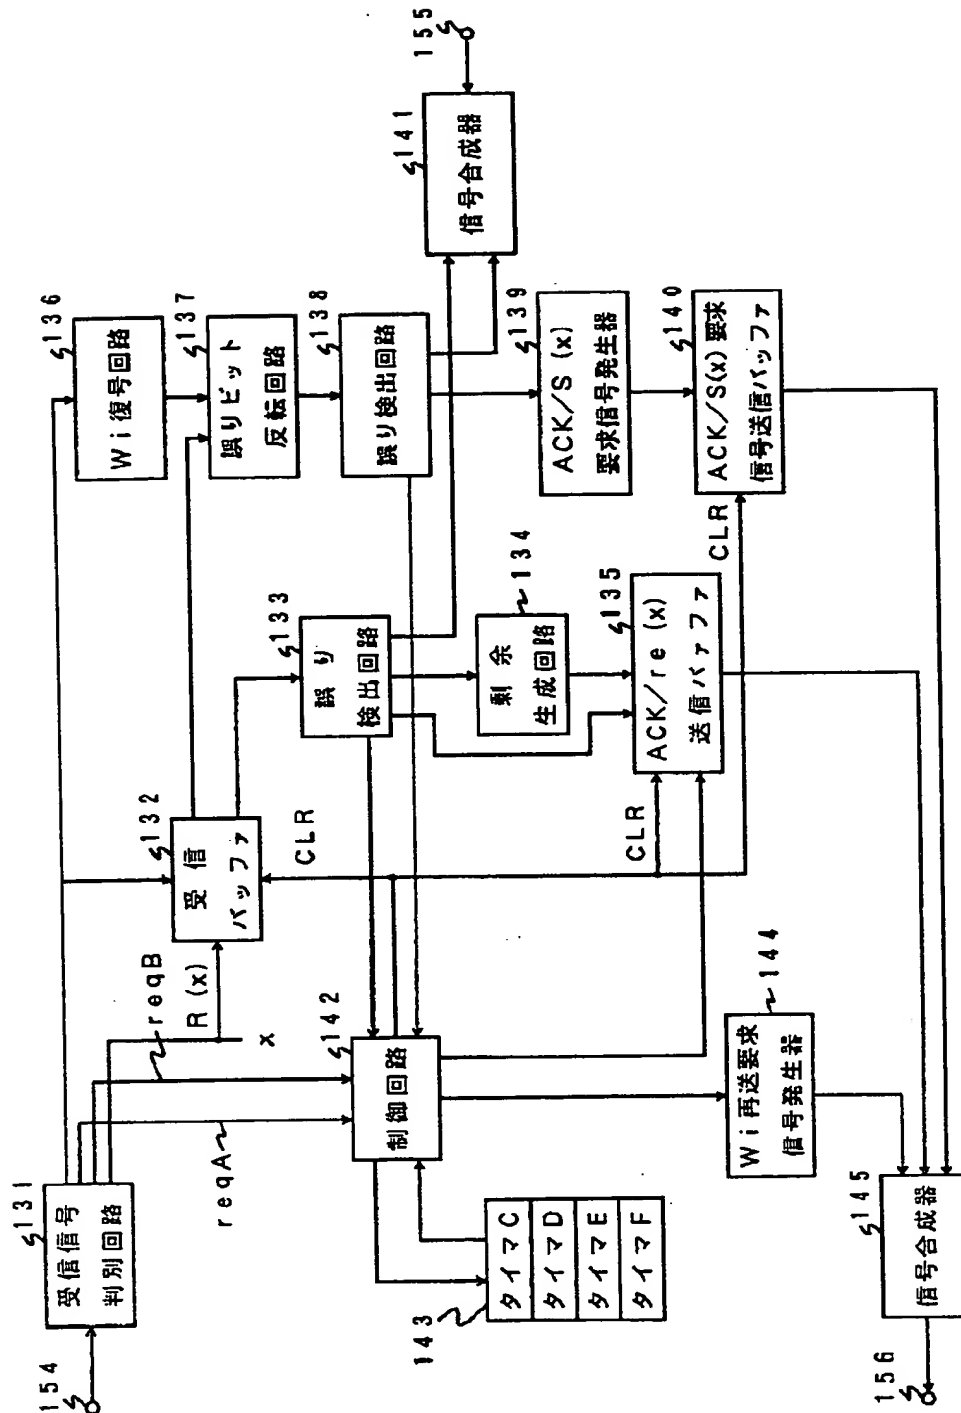 154
131
受信信号
判別回路
reqA
reqB
R(x)
x
132
受信
バッファ
CLR
136
Wi復号回路
137
誤りビット
反転回路
138
誤り検出回路
141
信号合成器
155
133
誤り
検出回路
134
剰余
生成回路
139
ACK/S(x)
要求信号発生器
142
制御回路
143
タイマC
タイマD
タイマE
タイマF
CLR
135
ACK/re(x)
送信バァファ
CLR
140
ACK/S(x)要求
信号送信バッファ
144
Wi再送要求
信号発生器
145
信号合成器
156